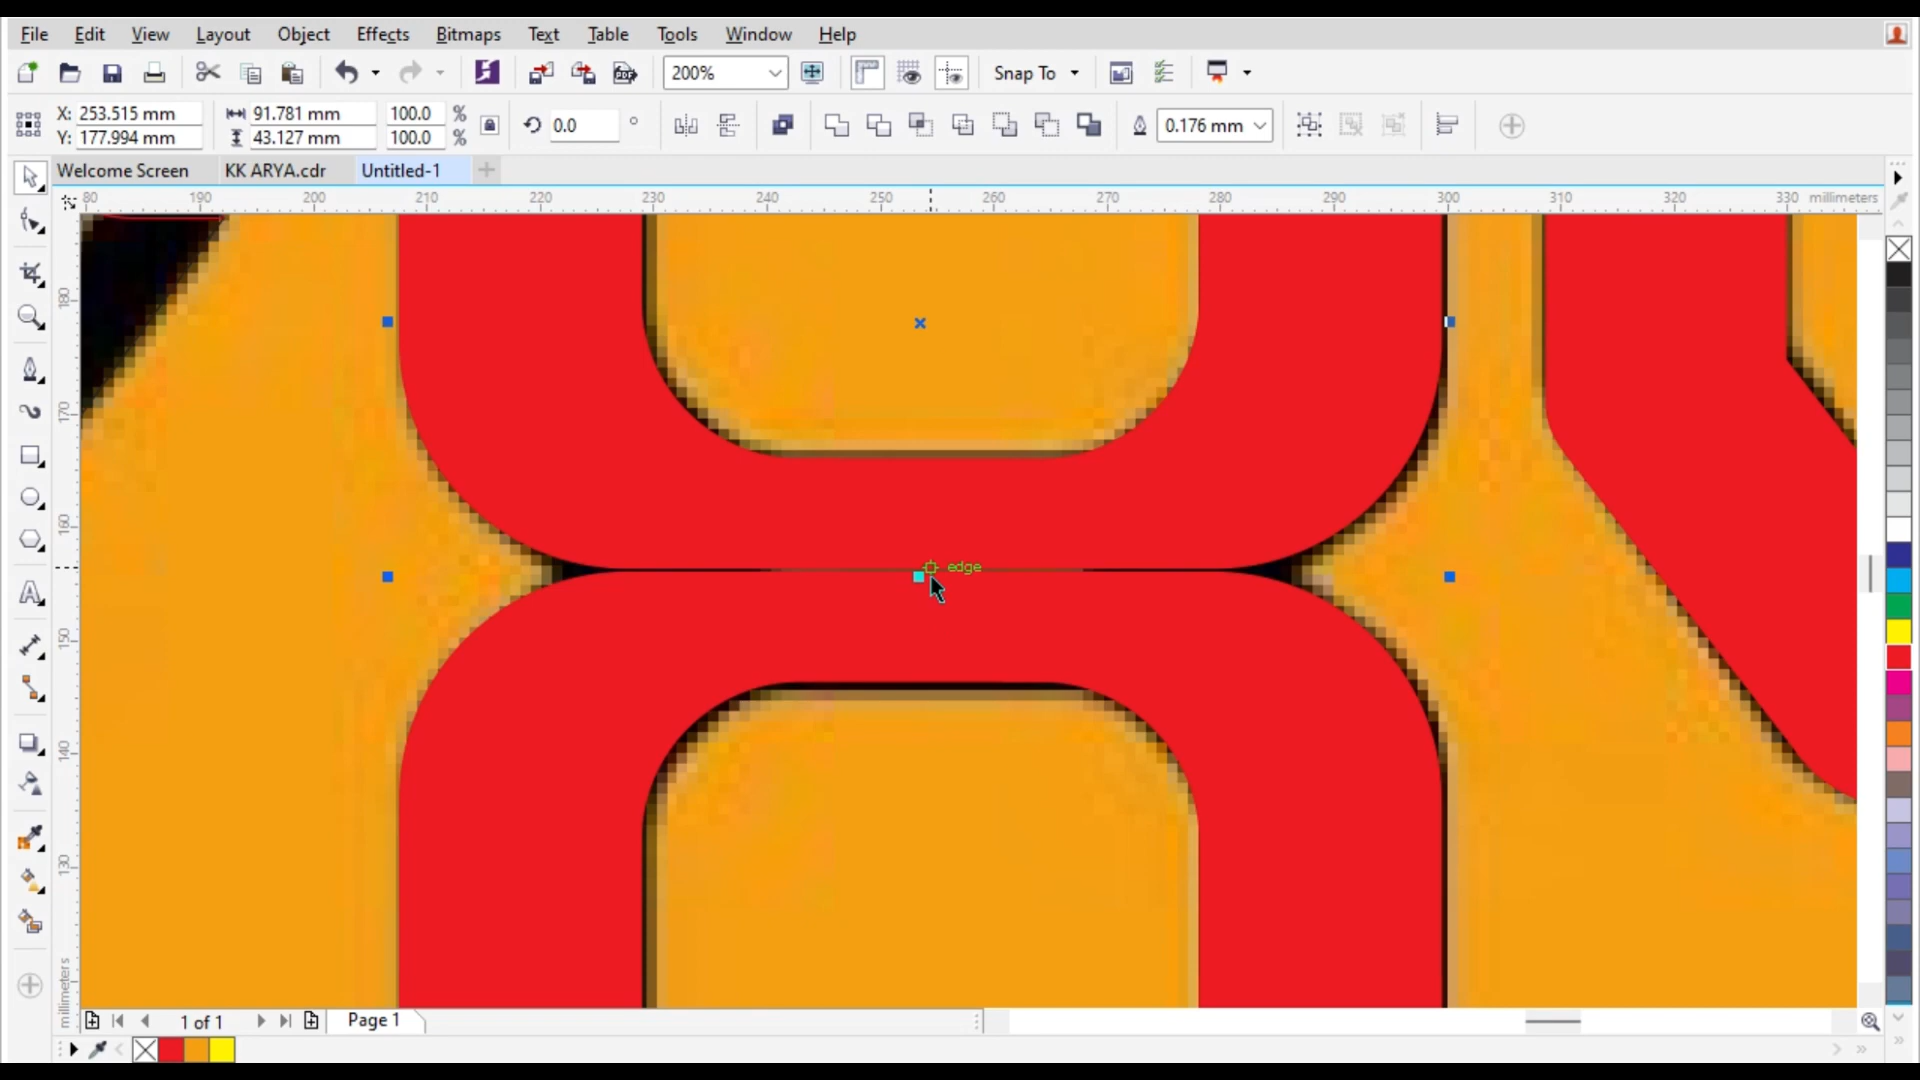 File Edit View Layout Object Effects Bitmaps Text Table Tools Window Help
200% Snap To
X: 253.515 mm 91.781 mm 100.0 % 0.0 ° 0.176 mm
Y: 177.994 mm 43.127 mm 100.0 %
Welcome Screen KK ARYA.cdr Untitled-1
80 190 200 210 220 230 240 250 260 270 280 290 300 310 320 330 millimeters
180
170
160
edge
150
140
130
millimeters
1 of 1 Page 1